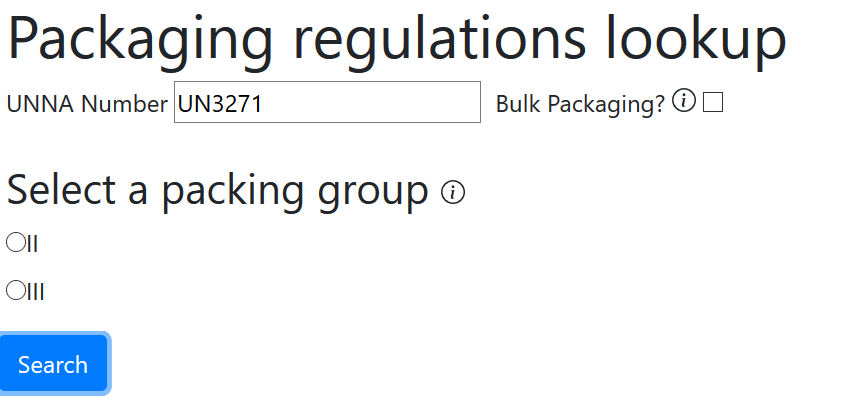 Packaging regulations lookup
UNNA Number UN3271 Bulk Packaging?
Select a packing group
II
III
Search